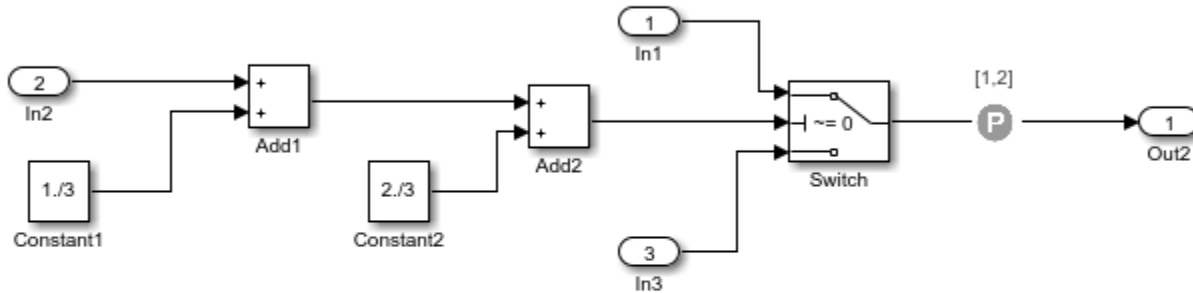 1
In1
[1,2]
2
In2
+
+
Add1
+
+
Add2
~= 0
Switch
P
1
Out2
1./3
Constant1
2./3
Constant2
3
In3